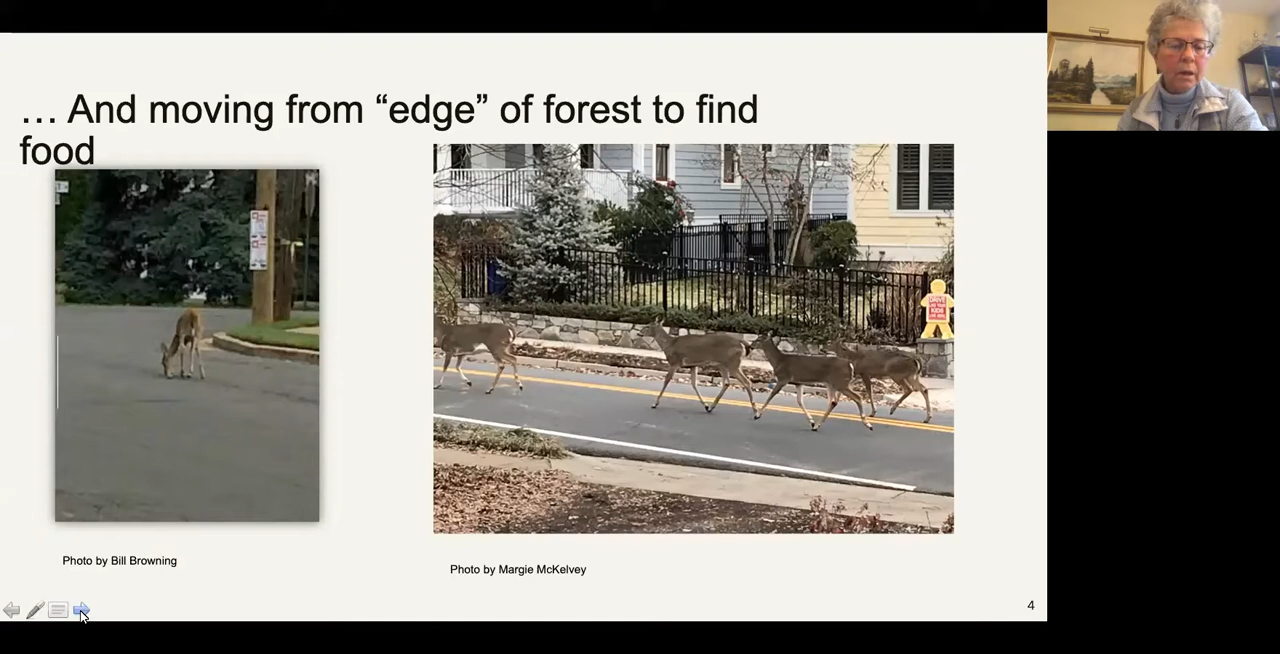 … And moving from “edge” of forest to find
food
Photo by Bill Browning
Photo by Margie McKelvey
4